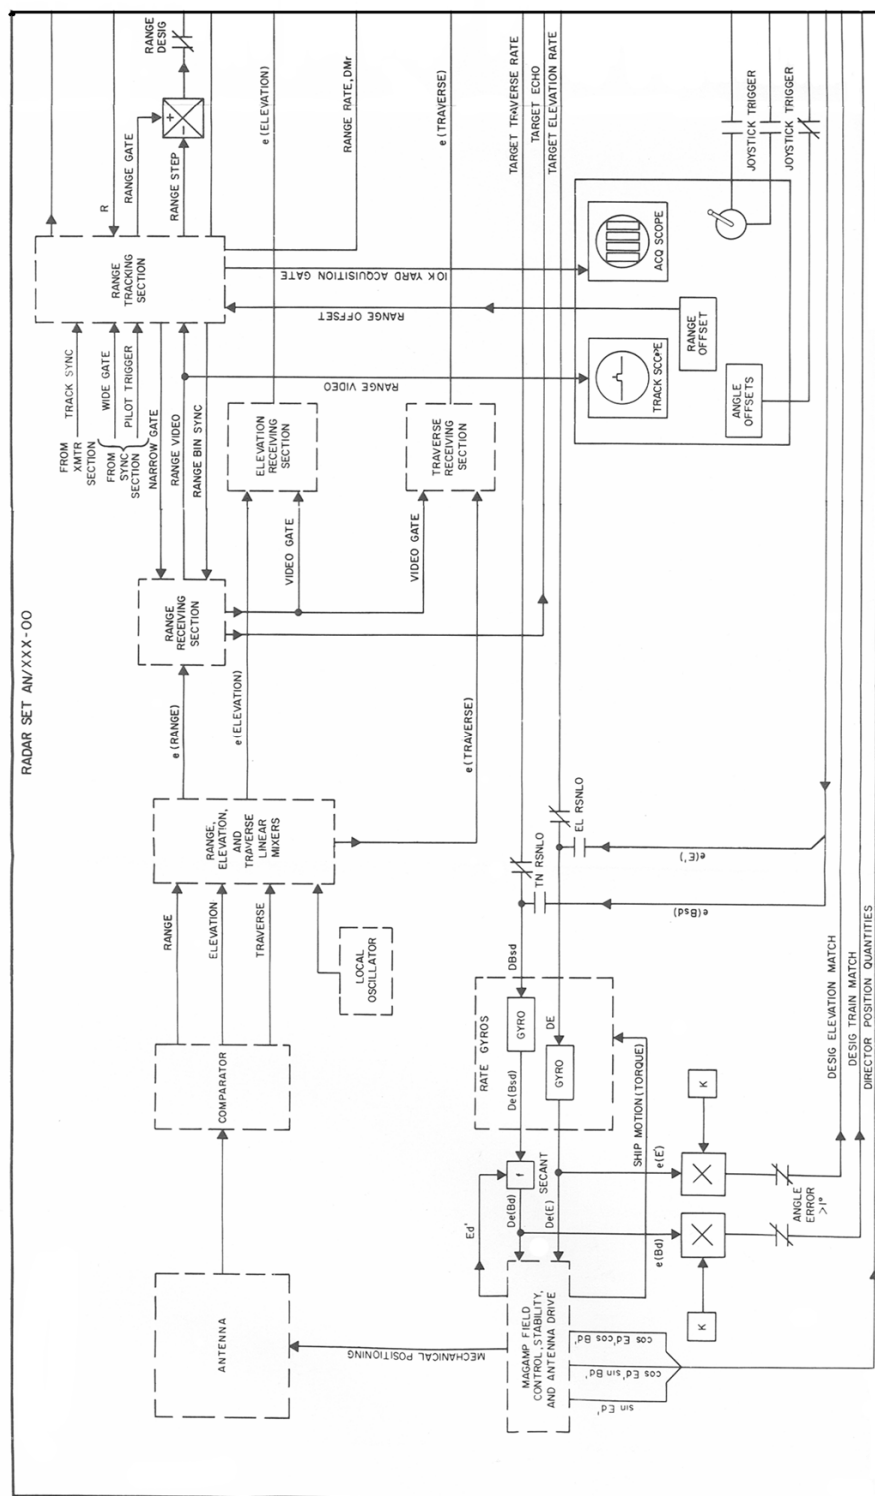 RADAR SET AN/XXX-00
ANTENNA
COMPARATOR
RANGE
ELEVATION
TRAVERSE
LOCAL
OSCILLATOR
RANGE,
ELEVATION,
AND
TRAVERSE
LINEAR
MIXERS
e (RANGE)
e(ELEVATION)
e(TRAVERSE)
RANGE
RECEIVING
SECTION
VIDEO GATE
VIDEO GATE
ELEVATION
RECEIVING
SECTION
TRAVERSE
RECEIVING
SECTION
FROM
XMTR
SECTION
TRACK SYNC
FROM
SYNC
SECTION
WIDE GATE
PILOT TRIGGER
NARROW GATE
RANGE VIDEO
RANGE BIN SYNC
RANGE
TRACKING
SECTION
R
RANGE GATE
RANGE STEP
+
-
RANGE
DESIG
e (ELEVATION)
RANGE RATE, DMr
e (TRAVERSE)
10K YARD ACQUISITION GATE
RANGE OFFSET
RANGE VIDEO
TARGET TRAVERSE RATE
TARGET ECHO
TARGET ELEVATION RATE
TRACK SCOPE
ACQ SCOPE
RANGE
OFFSET
ANGLE
OFFSETS
JOYSTICK TRIGGER
JOYSTICK TRIGGER
MECHANICAL POSITIONING
MAGAMP FIELD
CONTROL, STABILITY,
AND ANTENNA DRIVE
Ed'
De(Bd)
f
SECANT
De(E)
De(Bsd)
RATE GYROS
GYRO
GYRO
DBsd
DE
TN RSNLO
EL RSNLO
e(Bsd)
e(E')
SHIP MOTION (TORQUE)
e(Bd)
e(E')
K
K
ANGLE
ERROR
>1°
sin Ed'
cos Ed' sin Bd'
cos Ed' cos Bd'
DESIG ELEVATION MATCH
DESIG TRAIN MATCH
DIRECTOR POSITION QUANTITIES